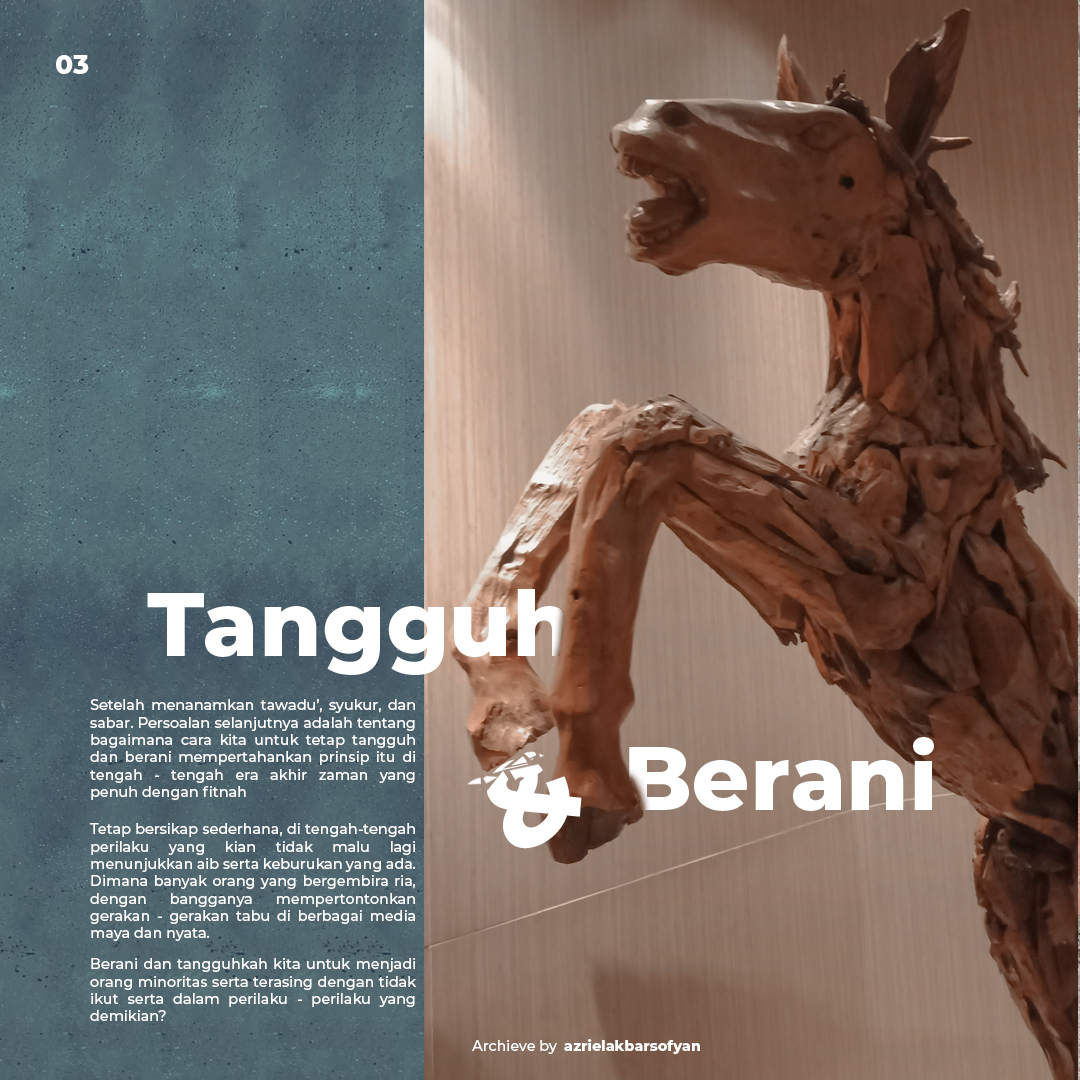 03
Tangguh
Setelah menanamkan tawadu', syukur, dan
sabar. Persoalan selanjutnya adalah tentang
bagaimana cara kita untuk tetap tangguh
dan berani mempertahankan prinsip itu di
tengah - tengah era akhir zaman yang
penuh dengan fitnah
& Berani
Tetap bersikap sederhana, di tengah-tengah
perilaku yang kian tidak malu lagi
menunjukkan aib serta keburukan yang ada.
Dimana banyak orang yang bergembira ria,
dengan bangganya mempertontonkan
gerakan - gerakan tabu di berbagai media
maya dan nyata.
Berani dan tangguhkah kita untuk menjadi
orang minoritas serta terasing dengan tidak
ikut serta dalam perilaku - perilaku yang
demikian?
Archieve by azrielakbarsofyan